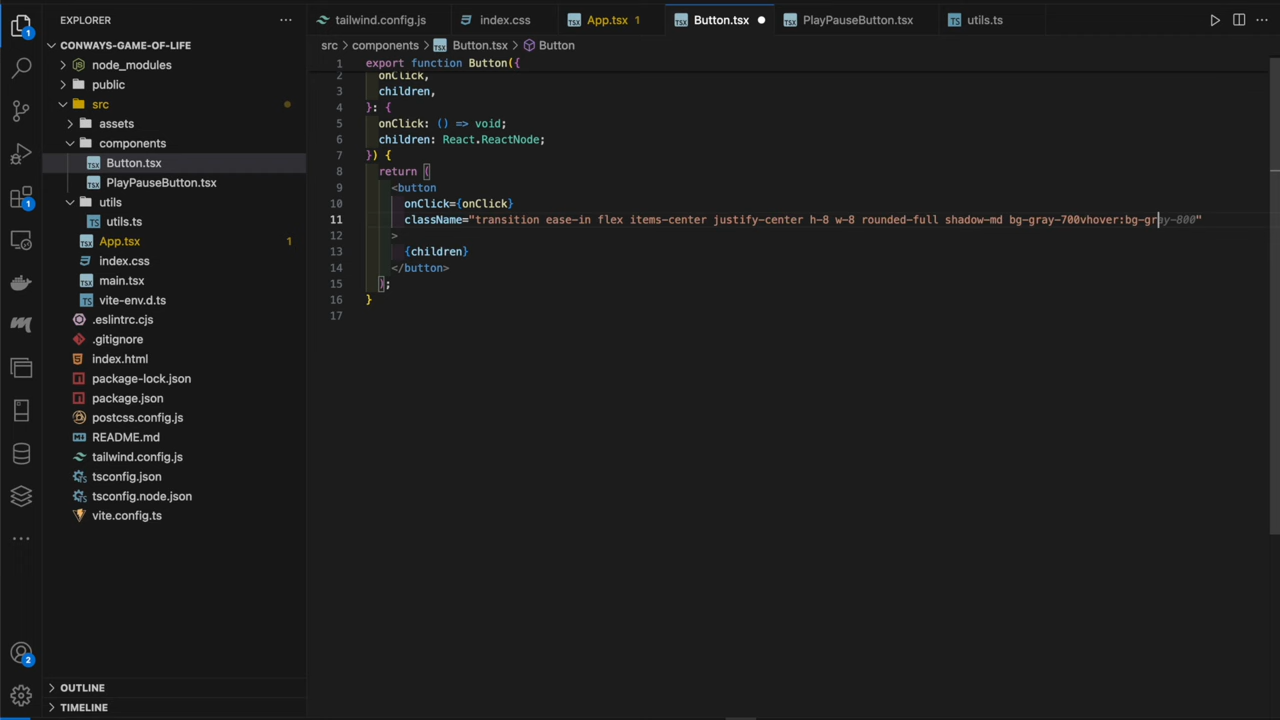 EXPLORER
CONWAYS-GAME-OF-LIFE
node_modules
public
src
assets
components
Button.tsx
PlayPauseButton.tsx
utils
utils.ts
App.tsx 1
index.css
main.tsx
vite-env.d.ts
.eslintrc.cjs
.gitignore
index.html
package-lock.json
package.json
postcss.config.js
README.md
tailwind.config.js
tsconfig.json
tsconfig.node.json
vite.config.ts
OUTLINE
TIMELINE
1
1
2
tailwind.config.js index.css App.tsx 1 Button.tsx PlayPauseButton.tsx utils.ts
src > components > Button.tsx > Button
1 export function Button({
2 onClick,
3 children,
4 }: {
5 onClick: () => void;
6 children: React.ReactNode;
7 }) {
8 return (
9 <button
10 onClick={onClick}
11 className="transition ease-in flex items-center justify-center h-8 w-8 rounded-full shadow-md bg-gray-700vhover:bg-gray-800"
12 >
13 {children}
14 </button>
15 );
16 }
17